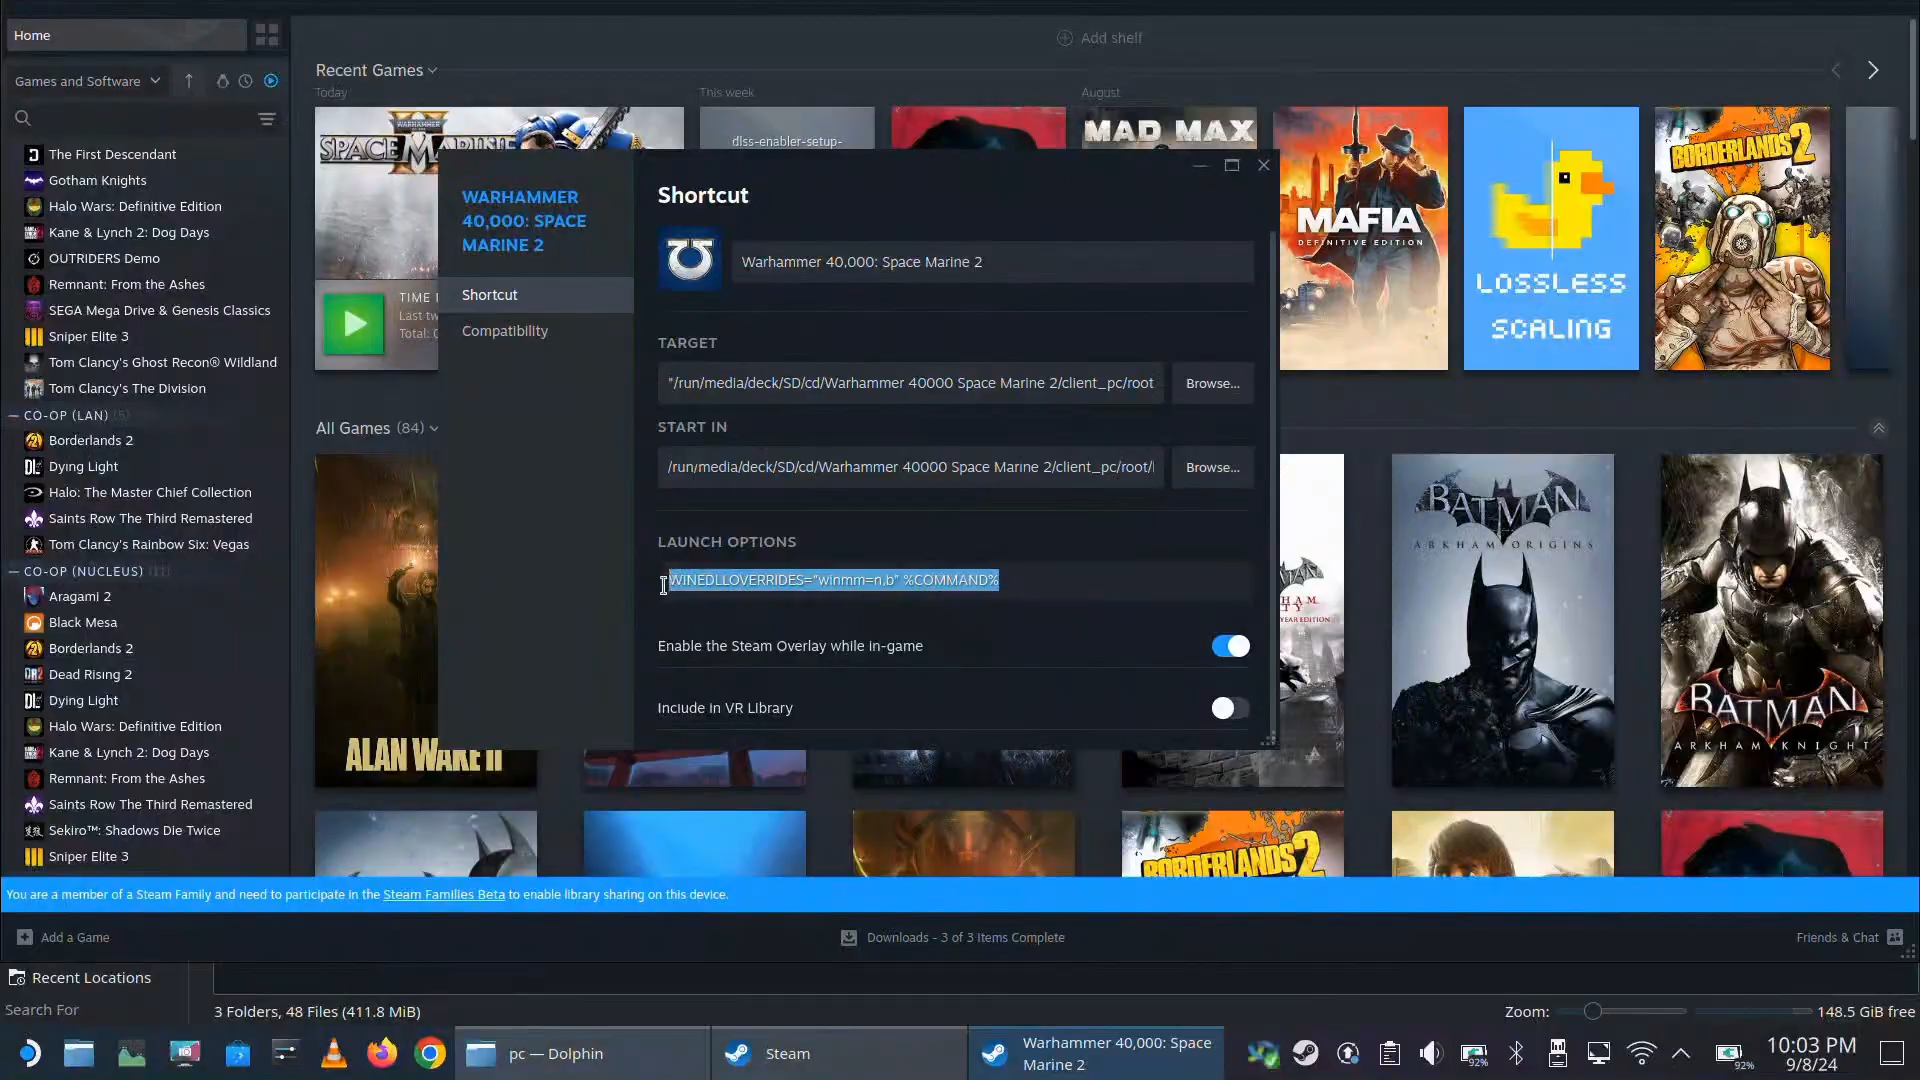 Home
Add shelf
Games and Software
Recent Games
Today
This week
August
The First Descendant
Gotham Knights
Halo Wars: Definitive Edition
Kane & Lynch 2: Dog Days
OUTRIDERS Demo
Remnant: From the Ashes
SEGA Mega Drive & Genesis Classics
Sniper Elite 3
Tom Clancy's Ghost Recon® Wildland
Tom Clancy's The Division
CO-OP (LAN) (5)
Borderlands 2
Dying Light
Halo: The Master Chief Collection
Saints Row The Third Remastered
Tom Clancy's Rainbow Six: Vegas
CO-OP (NUCLEUS) (11)
Aragami 2
Black Mesa
Borderlands 2
Dead Rising 2
Dying Light
Halo Wars: Definitive Edition
Kane & Lynch 2: Dog Days
Remnant: From the Ashes
Saints Row The Third Remastered
Sekiro™: Shadows Die Twice
Sniper Elite 3
WARHAMMER
SPACE MARINE
dlss-enabler-setup-
MAD MAX
MAFIA
DEFINITIVE EDITION
LOSSLESS
SCALING
BORDERLANDS 2
TIME
Last tw
Total:
All Games (84)
WARHAMMER
40,000: SPACE
MARINE 2
Shortcut
Compatibility
Shortcut
Warhammer 40,000: Space Marine 2
TARGET
"/run/media/deck/SD/cd/Warhammer 40000 Space Marine 2/client_pc/root
Browse...
START IN
/run/media/deck/SD/cd/Warhammer 40000 Space Marine 2/client_pc/root/
Browse...
LAUNCH OPTIONS
WINEDLLOVERRIDES="winmm=n,b" %COMMAND%
Enable the Steam Overlay while in-game
Include in VR Library
ALAN WAKE II
YEAR EDITION
BATMAN
ARKHAM ORIGINS
BATMAN
ARKHAM KNIGHT
BORDERLANDS 2
You are a member of a Steam Family and need to participate in the Steam Families Beta to enable library sharing on this device.
Add a Game
Downloads - 3 of 3 Items Complete
Friends & Chat
Recent Locations
Search For
3 Folders, 48 Files (411.8 MiB)
Zoom:
148.5 GiB free
pc — Dolphin
Steam
Warhammer 40,000: Space
Marine 2
92%
92%
10:03 PM
9/8/24